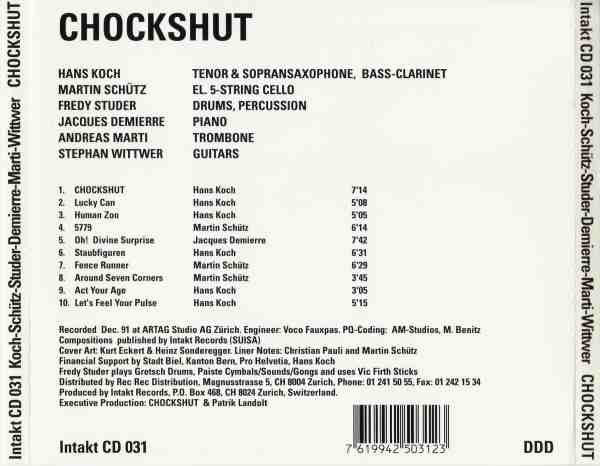 CHOCKSHUT
HANS KOCH TENOR & SOPRANSAXOPHONE, BASS-CLARINET
MARTIN SCHÜTZ EL. 5-STRING CELLO
FREDY STUDER DRUMS, PERCUSSION
JACQUES DEMIERRE PIANO
ANDREAS MARTI TROMBONE
STEPHAN WITTWER GUITARS
1. CHOCKSHUT Hans Koch 7'14
2. Lucky Can Hans Koch 5'08
3. Human Zoo Hans Koch 5'05
4. 5779 Martin Schütz 6'14
5. Oh! Divine Surprise Jacques Demierre 7'42
6. Staubfiguren Hans Koch 6'31
7. Fence Runner Martin Schütz 6'29
8. Around Seven Corners Martin Schütz 3'45
9. Act Your Age Hans Koch 3'05
10. Let's Feel Your Pulse Hans Koch 5'15
Recorded Dec. 91 at ARTAG Studio AG Zürich. Engineer: Voco Fauxpas. PQ-Coding: AM-Studios, M. Benitz
Compositions published by Intakt Records (SUISA)
Cover Art: Kurt Eckert & Heinz Sonderegger. Liner Notes: Christian Pauli and Martin Schütz
Financial Support by Stadt Biel, Kanton Bern, Pro Helvetia, Hans Koch
Fredy Studer plays Gretsch Drums, Paiste Cymbals/Sounds/Gongs and uses Vic Firth Sticks
Distributed by Rec Rec Distribution, Magnusstrasse 5, CH 8004 Zurich, Phone: 01 241 50 55, Fax: 01 242 15 34
Produced by Intakt Records, P.O. Box 468, CH 8024 Zurich, Switzerland.
Executive Production: CHOCKSHUT & Patrik Landolt
Intakt CD 031
7 619942 503123
DDD
Intakt CD 031 Koch-Schütz-Studer-Demierre-Marti-Wittwer CHOCKSHUT
Intakt CD 031 Koch-Schütz-Studer-Demierre-Marti-Wittwer CHOCKSHUT